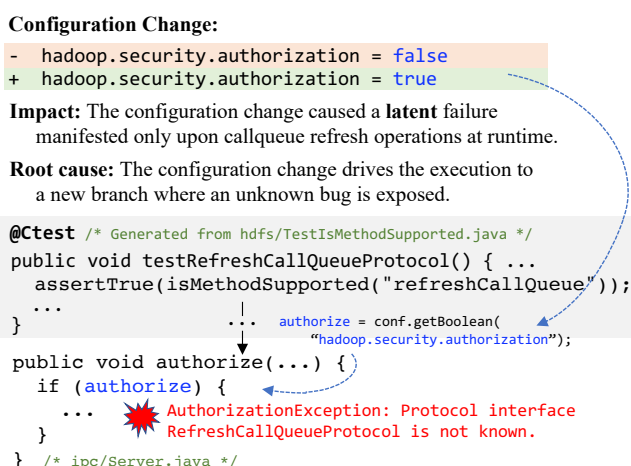 Configuration Change:
-  hadoop.security.authorization = false
+  hadoop.security.authorization = true
Impact: The configuration change caused a latent failure
manifested only upon callqueue refresh operations at runtime.
Root cause: The configuration change drives the execution to
a new branch where an unknown bug is exposed.
@Ctest /* Generated from hdfs/TestIsMethodSupported.java */
public void testRefreshCallQueueProtocol() { ...
assertTrue(isMethodSupported("refreshCallQueue"));
...
}
... authorize = conf.getBoolean(
“hadoop.security.authorization”);
public void authorize(...) {
if (authorize) {
... AuthorizationException: Protocol interface
} RefreshCallQueueProtocol is not known.
} /* ipc/Server.java */